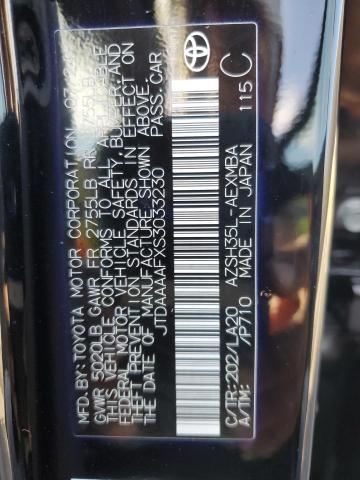 MFD.BY: TOYOTA MOTOR CORPORATION
GVWR 5020LB GAWR FR 2755LB RR 2755LB
THIS VEHICLE CONFORMS TO ALL APPLICABLE
FEDERAL MOTOR VEHICLE SAFETY, BUMPER, AND
THEFT PREVENTION STANDARDS IN EFFECT ON
THE DATE OF MANUFACTURE SHOWN ABOVE.
JTDAAAAFXS3033230 PASS.CAR
C/TR:202/LA20 AZSH35L-AEXMBA
A/TM: /P710 MADE IN JAPAN 115 C
TOYOTA